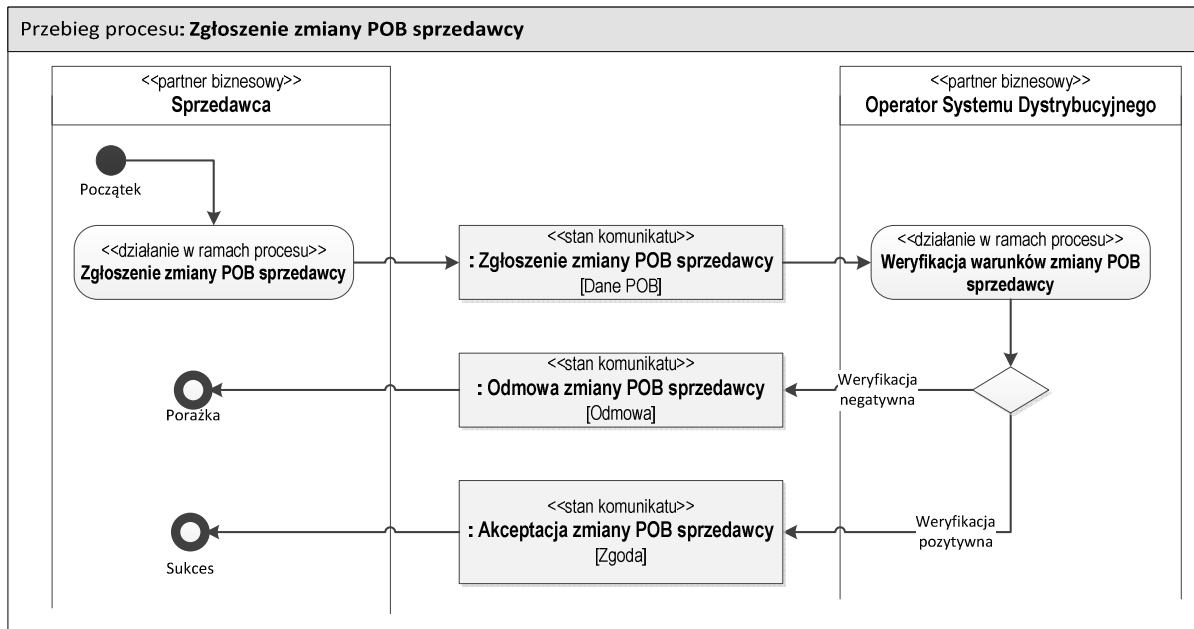 Przebieg procesu: Zgłoszenie zmiany POB sprzedawcy
<<partner biznesowy>>
Sprzedawca
<<partner biznesowy>>
Operator Systemu Dystrybucyjnego
Początek
<<działanie w ramach procesu>>
Zgłoszenie zmiany POB sprzedawcy
<<stan komunikatu>>
: Zgłoszenie zmiany POB sprzedawcy
[Dane POB]
<<działanie w ramach procesu>>
Weryfikacja warunków zmiany POB
sprzedawcy
Porażka
<<stan komunikatu>>
: Odmowa zmiany POB sprzedawcy
[Odmowa]
Weryfikacja
negatywna
Sukces
<<stan komunikatu>>
: Akceptacja zmiany POB sprzedawcy
[Zgoda]
Weryfikacja
pozytywna